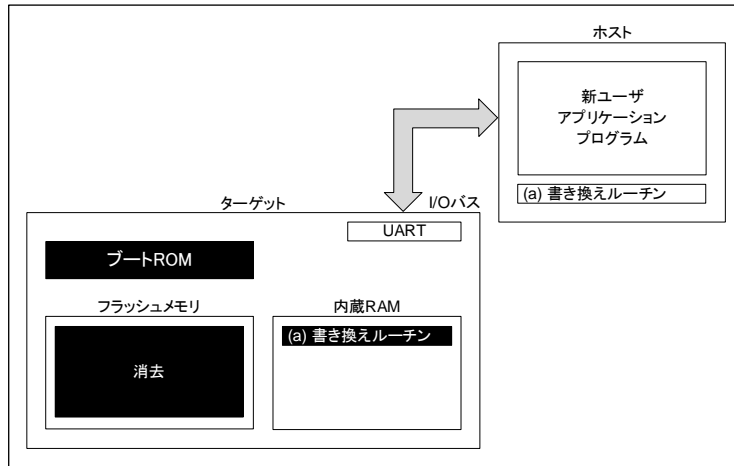 ホスト
新ユーザ
アプリケーション
プログラム
(a) 書き換えルーチン
ターゲット
I/Oバス
UART
ブートROM
フラッシュメモリ
内蔵RAM
(a) 書き換えルーチン
消去